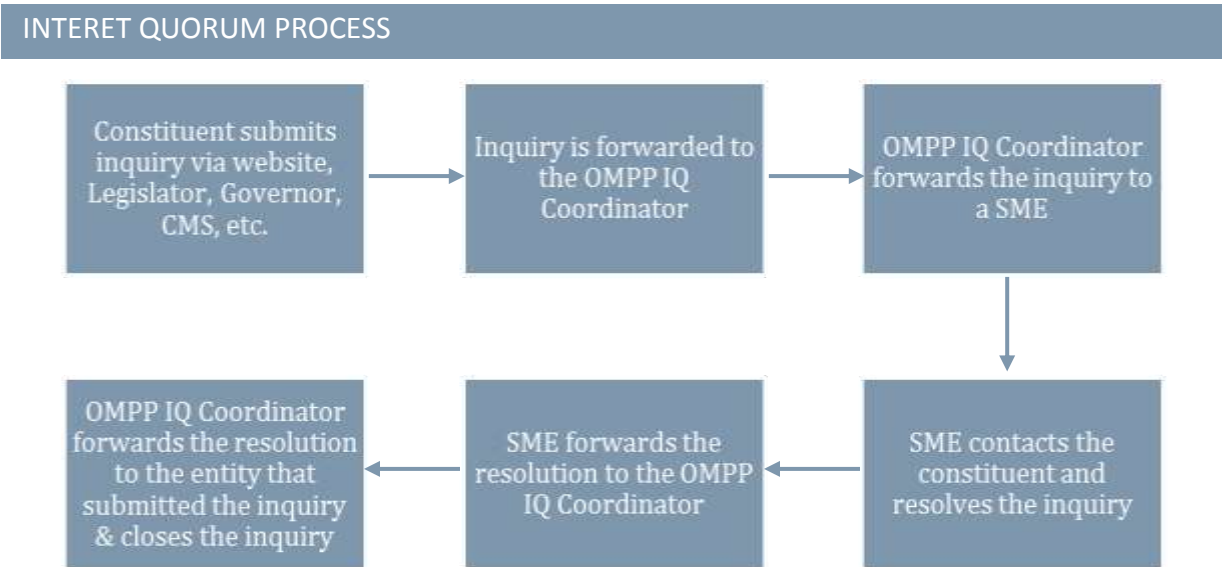 INTERET QUORUM PROCESS
Constituent submits
inquiry via website,
Legislator, Governor,
CMS, etc.
Inquiry is forwarded to
the OMPP IQ
Coordinator
OMPP IQ Coordinator
forwards the inquiry to
a SME
SME contacts the
constituent and
resolves the inquiry
SME forwards the
resolution to the OMPP
IQ Coordinator
OMPP IQ Coordinator
forwards the resolution
to the entity that
submitted the inquiry
& closes the inquiry